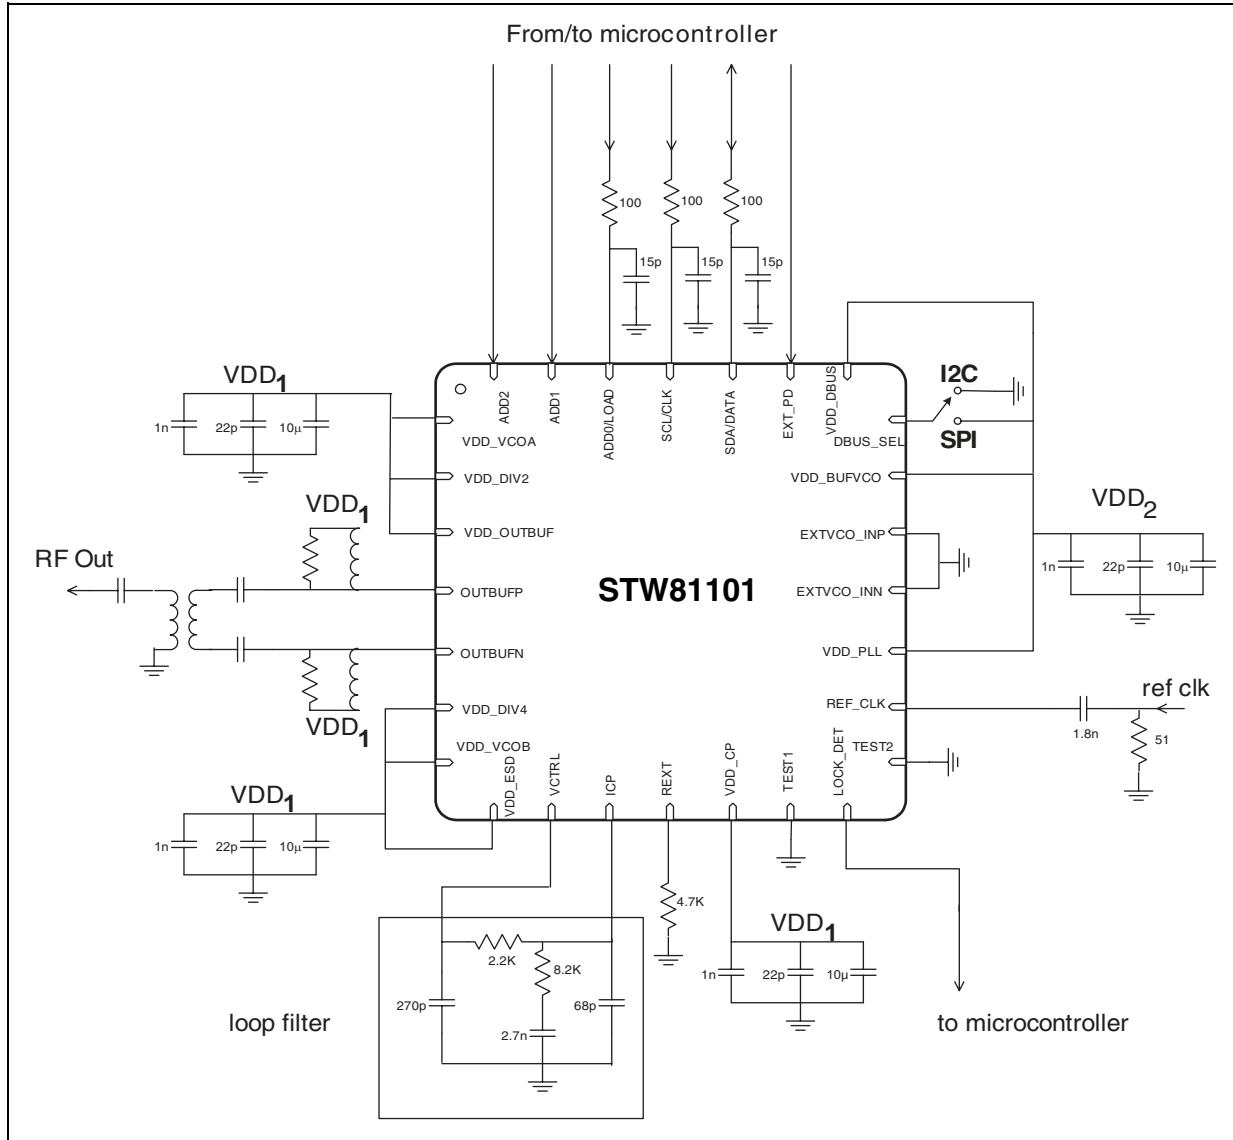 From/to microcontroller
100
100
100
15p
15p
15p
VDD1
1n
22p
10µ
ADD2
ADD1
ADD0/LOAD
SCL/CLK
SDA/DATA
EXT_PD
VDD_DBUS
I2C
SPI
DBUS_SEL
VDD_VCOA
VDD_DIV2
VDD_BUFVCO
VDD2
VDD1
VDD_OUTBUF
EXTVCO_INP
RF Out
1n
22p
10µ
OUTBUFP
STW81101
EXTVCO_INN
OUTBUFN
VDD_PLL
ref clk
VDD_DIV4
REF_CLK
VDD1
1.8n
51
VDD_VCOB
TEST2
VDD_ESD
VCTRL
ICP
REXT
VDD_CP
TEST1
LOCK_DET
VDD1
1n
22p
10µ
4.7K
VDD1
2.2K
8.2K
1n
22p
10µ
270p
68p
2.7n
loop filter
to microcontroller